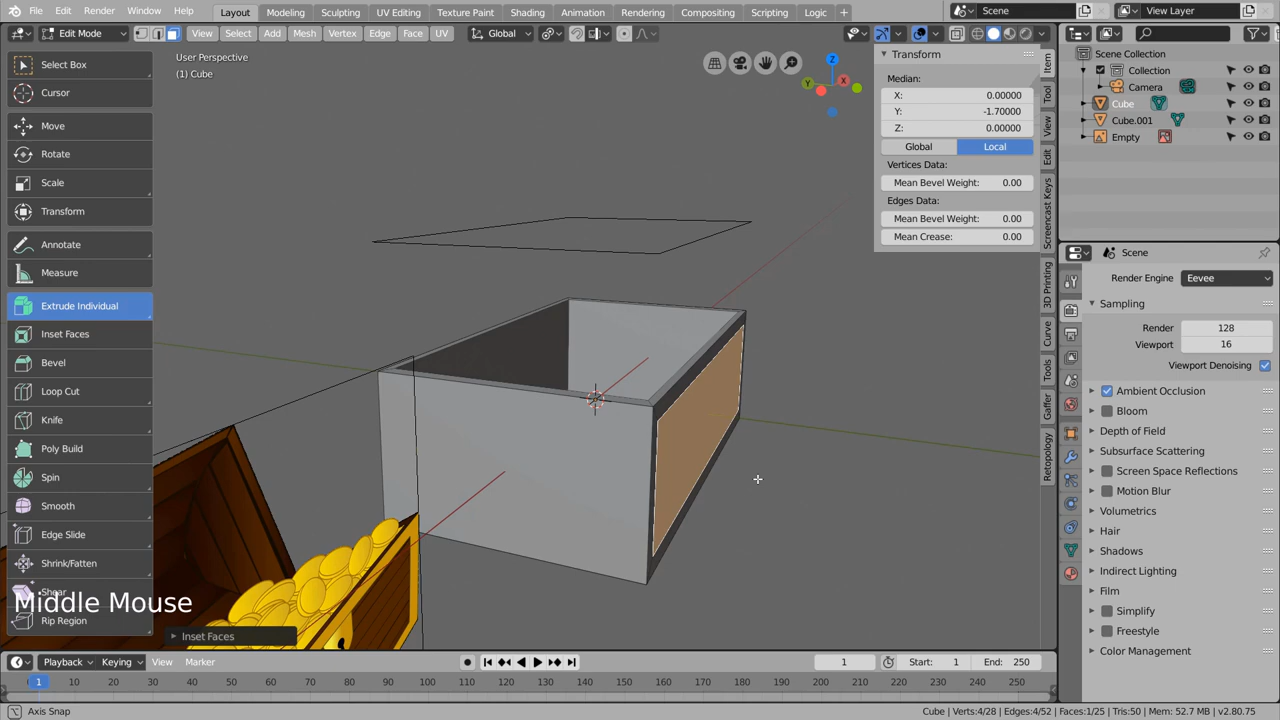 File Edit Render Window Help Layout Modeling Sculpting UV Editing Texture Paint Shading Animation Rendering Compositing Scripting Logic + Scene View Layer
Edit Mode View Select Add Mesh Vertex Edge Face UV Global
User Perspective
(1) Cube
Select Box
Cursor
Move
Rotate
Scale
Transform
Annotate
Measure
Extrude Individual
Inset Faces
Bevel
Loop Cut
Knife
Poly Build
Spin
Smooth
Edge Slide
Shrink/Fatten
Shear
Rip Region
Middle Mouse
Inset Faces
Z
X
Y
Transform
Median:
X: 0.00000
Y: -1.70000
Z: 0.00000
Global Local
Vertices Data:
Mean Bevel Weight: 0.00
Edges Data:
Mean Bevel Weight: 0.00
Mean Crease: 0.00
Item
Tool
View
Edit
Screencast Keys
3D Printing
Curve
Tools
Gaffer
Retopology
Scene Collection
Collection
Camera
Cube
Cube.001
Empty
Scene
Render Engine Eevee
Sampling
Render 128
Viewport 16
Viewport Denoising
Ambient Occlusion
Bloom
Depth of Field
Subsurface Scattering
Screen Space Reflections
Motion Blur
Volumetrics
Hair
Shadows
Indirect Lighting
Film
Simplify
Freestyle
Color Management
Playback Keying View Marker 1 Start: 1 End: 250
1 10 20 30 40 50 60 70 80 90 100 110 120 130 140 150 160 170 180 190 200 210 220 230 240 250
Axis Snap
Cube | Verts:4/28 | Edges:4/52 | Faces:1/25 | Tris:50 | Mem: 52.7 MB | v2.80.75